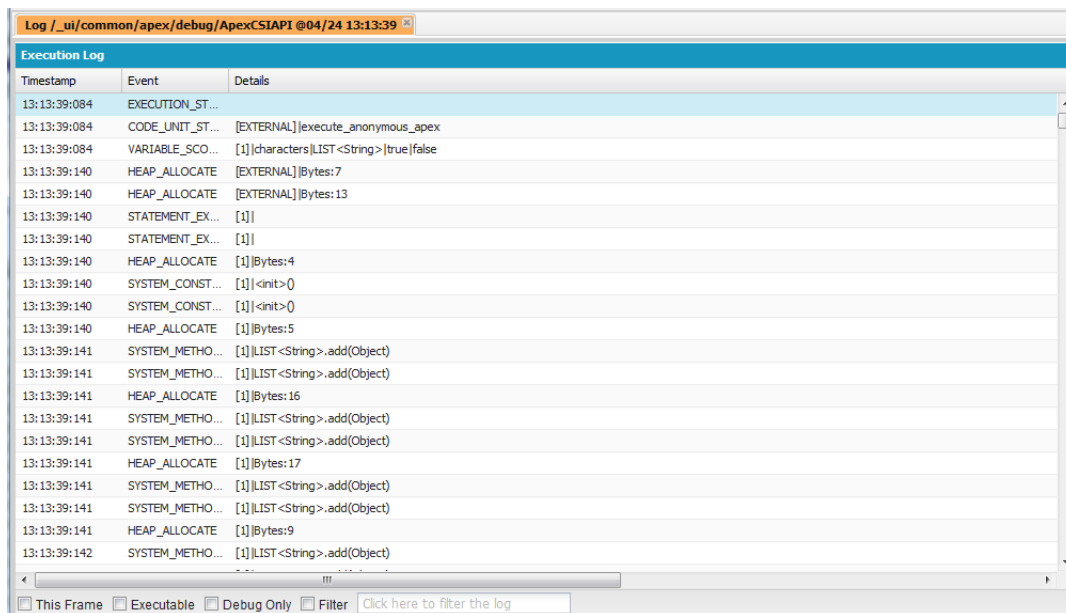 Log /_ui/common/apex/debug/ApexCSIAPI @04/24 13:13:39
Execution Log
Timestamp Event Details
13:13:39:084 EXECUTION_ST...
13:13:39:084 CODE_UNIT_ST... [EXTERNAL]|execute_anonymous_apex
13:13:39:084 VARIABLE_SCO... [1]|characters|LIST<String>|true|false
13:13:39:140 HEAP_ALLOCATE [EXTERNAL]|Bytes:7
13:13:39:140 HEAP_ALLOCATE [EXTERNAL]|Bytes:13
13:13:39:140 STATEMENT_EX... [1]|
13:13:39:140 STATEMENT_EX... [1]|
13:13:39:140 HEAP_ALLOCATE [1]|Bytes:4
13:13:39:140 SYSTEM_CONST... [1]|<init>()
13:13:39:140 SYSTEM_CONST... [1]|<init>()
13:13:39:140 HEAP_ALLOCATE [1]|Bytes:5
13:13:39:141 SYSTEM_METHO... [1]|LIST<String>.add(Object)
13:13:39:141 SYSTEM_METHO... [1]|LIST<String>.add(Object)
13:13:39:141 HEAP_ALLOCATE [1]|Bytes:16
13:13:39:141 SYSTEM_METHO... [1]|LIST<String>.add(Object)
13:13:39:141 SYSTEM_METHO... [1]|LIST<String>.add(Object)
13:13:39:141 HEAP_ALLOCATE [1]|Bytes:17
13:13:39:141 SYSTEM_METHO... [1]|LIST<String>.add(Object)
13:13:39:141 SYSTEM_METHO... [1]|LIST<String>.add(Object)
13:13:39:141 HEAP_ALLOCATE [1]|Bytes:9
13:13:39:142 SYSTEM_METHO... [1]|LIST<String>.add(Object)
This Frame Executable Debug Only Filter Click here to filter the log